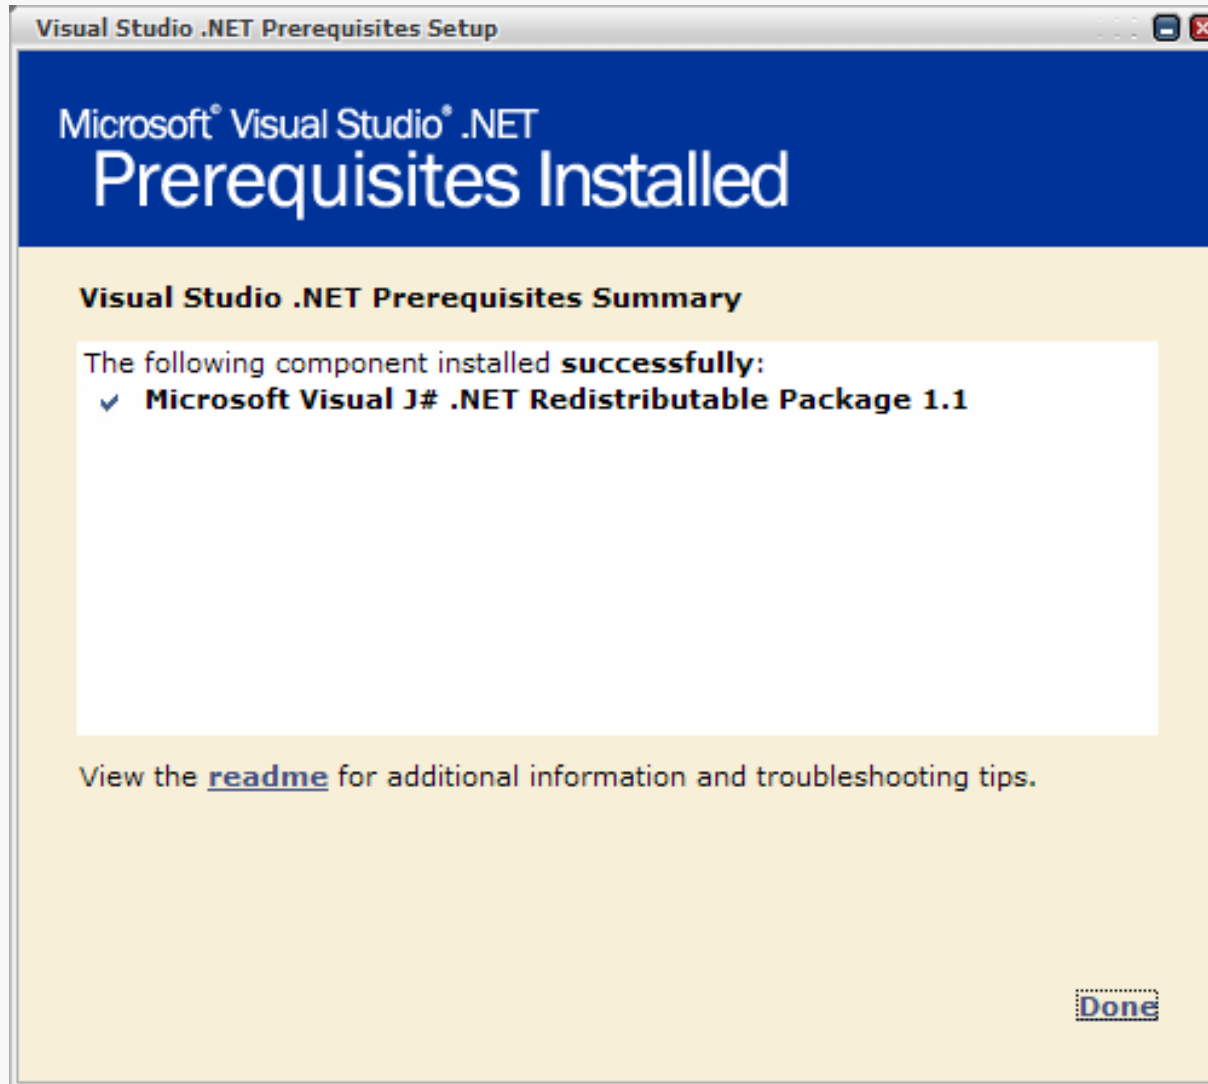 Visual Studio .NET Prerequisites Setup
Microsoft® Visual Studio® .NET
Prerequisites Installed
Visual Studio .NET Prerequisites Summary
The following component installed successfully:
Microsoft Visual J# .NET Redistributable Package 1.1
View the readme for additional information and troubleshooting tips.
Done